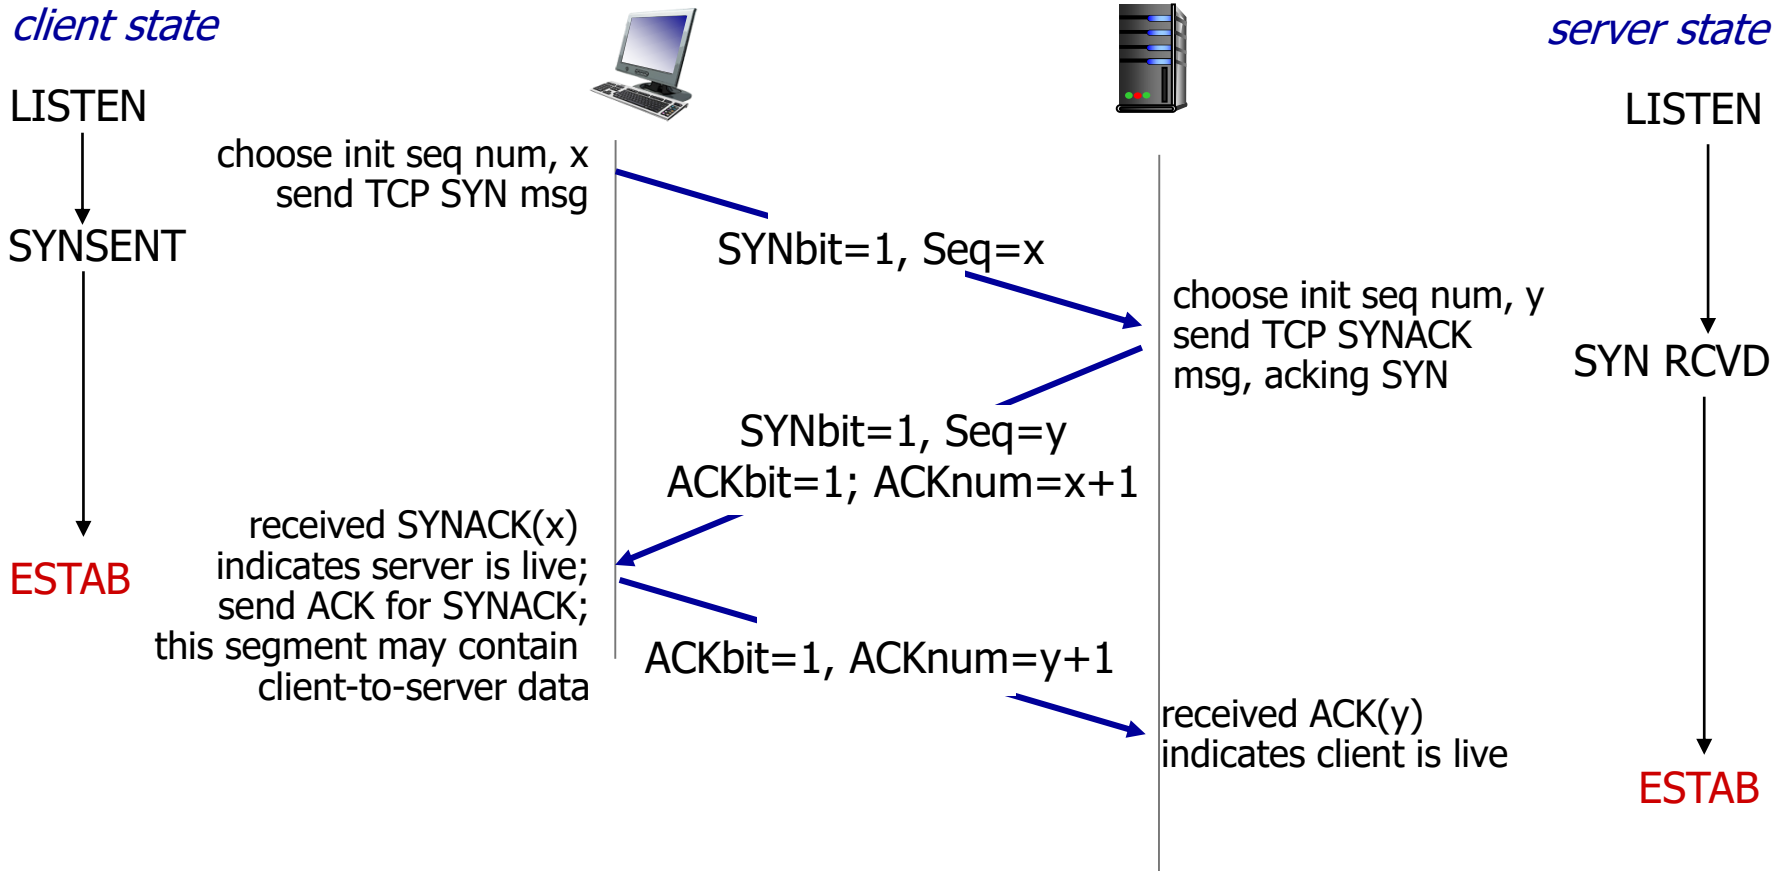 client state
server state
LISTEN
LISTEN
choose init seq num, x
send TCP SYN msg
SYNSENT
SYNbit=1, Seq=x
choose init seq num, y
send TCP SYNACK
msg, acking SYN
SYN RCVD
SYNbit=1, Seq=y
ACKbit=1; ACKnum=x+1
received SYNACK(x)
indicates server is live;
send ACK for SYNACK;
this segment may contain
client-to-server data
ESTAB
ACKbit=1, ACKnum=y+1
received ACK(y)
indicates client is live
ESTAB